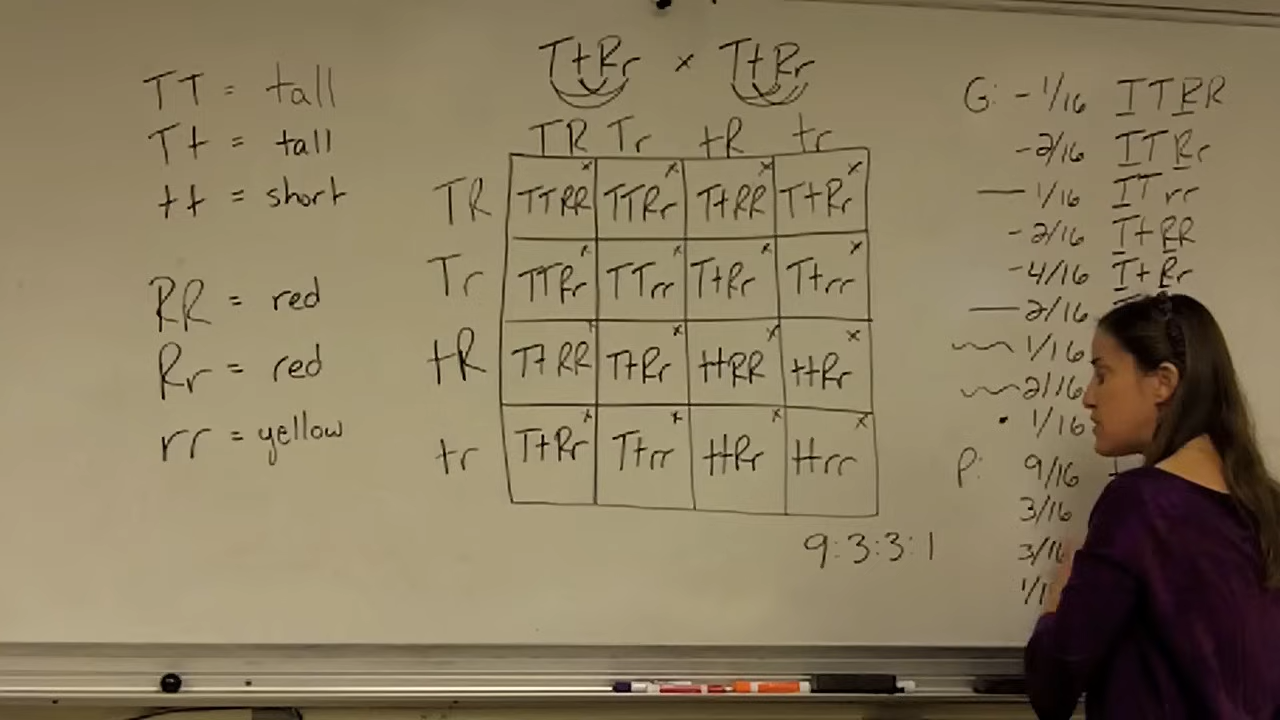 TT = tall
Tt = tall
tt = short
RR = red
Rr = red
rr = yellow
TtRr × TtRr
TR Tr tR tr
TR TTRR TTRr TtRR TtRr
Tr TTRr TTrr TtRr Ttrr
tR TtRR TtRr ttRR ttRr
tr TtRr Ttrr ttRr ttrr
9:3:3:1
G: - 1/16 TTRR
- 2/16 TTRr
1/16 TTrr
- 2/16 TtRR
- 4/16 TtRr
2/16
1/16
2/16
1/16
P: 9/16
3/16
3/16